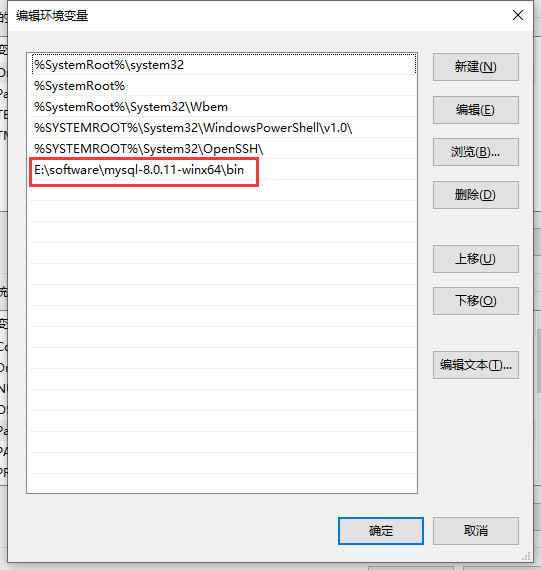 编辑环境变量
%SystemRoot%\system32
%SystemRoot%
%SystemRoot%\System32\Wbem
%SYSTEMROOT%\System32\WindowsPowerShell\v1.0\
%SYSTEMROOT%\System32\OpenSSH\
E:\software\mysql-8.0.11-winx64\bin
新建(N)
编辑(E)
浏览(B)...
删除(D)
上移(U)
下移(O)
编辑文本(T)...
确定
取消